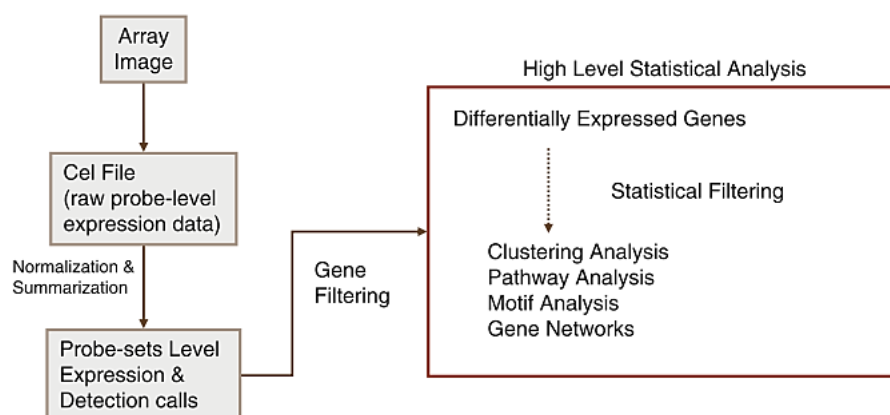 Array
Image
Cel File
(raw probe-level
expression data)
Normalization &
Summarization
Probe-sets Level
Expression &
Detection calls
Gene
Filtering
High Level Statistical Analysis
Differentially Expressed Genes
Statistical Filtering
Clustering Analysis
Pathway Analysis
Motif Analysis
Gene Networks